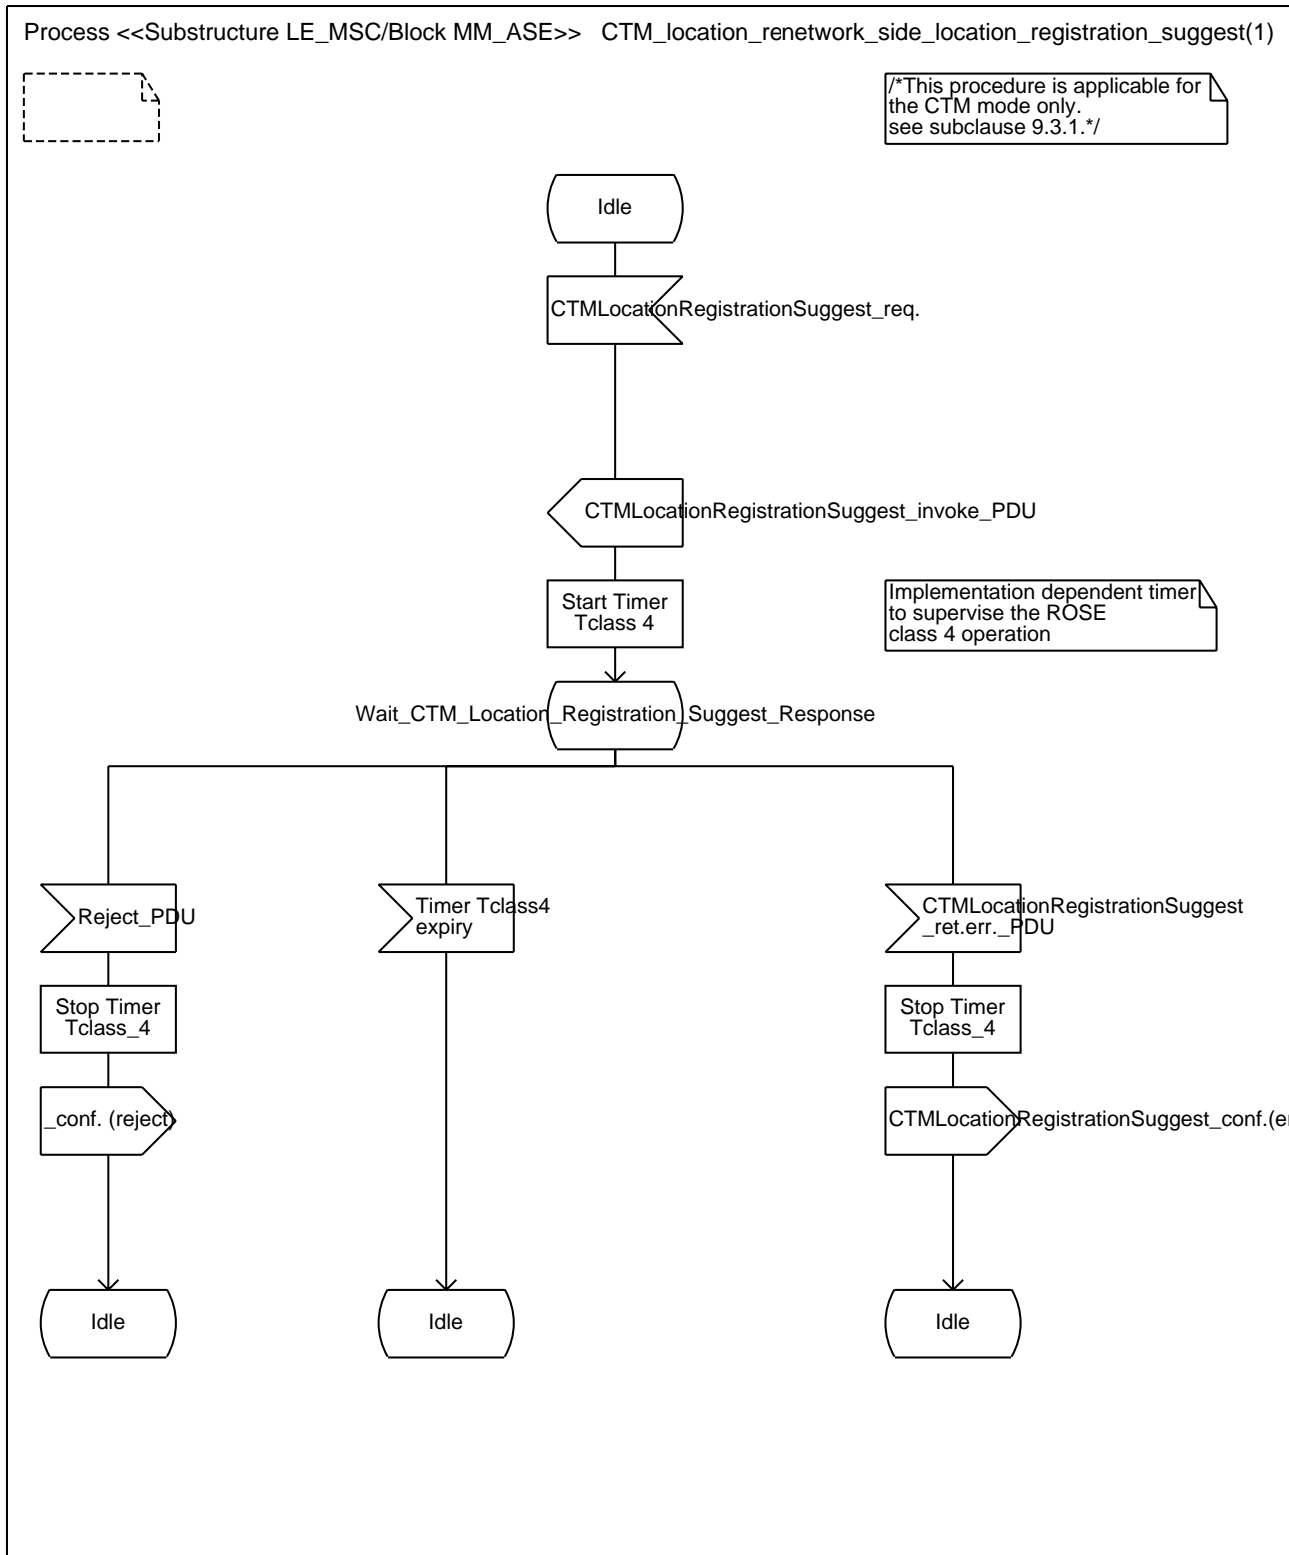 Process <<Substructure LE_MSC/Block MM_ASE>> CTM_location_renetwork_side_location_registration_suggest(1)
/*This procedure is applicable for
the CTM mode only.
see subclause 9.3.1.*/
Idle
CTMLocationRegistrationSuggest_req.
CTMLocationRegistrationSuggest_invoke_PDU
Start Timer
Tclass 4
Implementation dependent timer
to supervise the ROSE
class 4 operation
Wait_CTM_Location_Registration_Suggest_Response
Reject_PDU
Timer Tclass4
expiry
CTMLocationRegistrationSuggest
_ret.err._PDU
Stop Timer
Tclass_4
Stop Timer
Tclass_4
_conf. (reject)
CTMLocationRegistrationSuggest_conf.(er
Idle
Idle
Idle